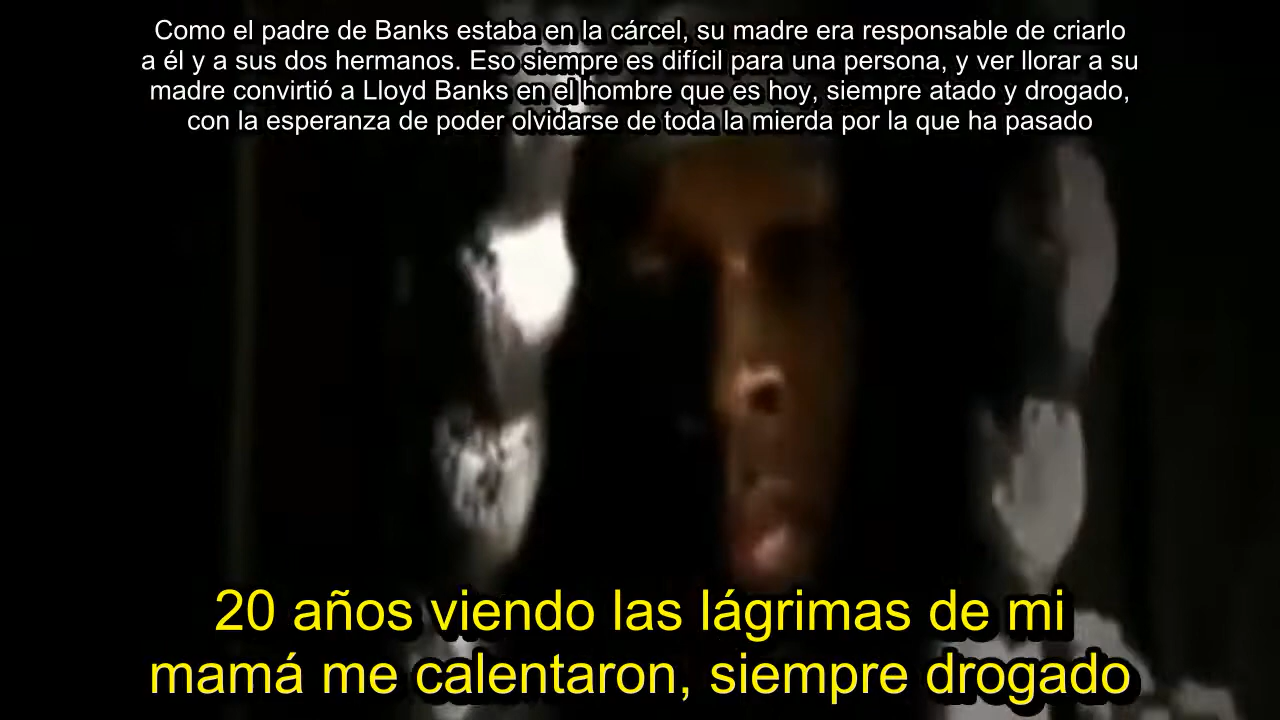 Como el padre de Banks estaba en la cárcel, su madre era responsable de criarlo
a él y a sus dos hermanos. Eso siempre es difícil para una persona, y ver llorar a su
madre convirtió a Lloyd Banks en el hombre que es hoy, siempre atado y drogado,
con la esperanza de poder olvidarse de toda la mierda por la que ha pasado
20 años viendo las lágrimas de mi
mamá me calentaron, siempre drogado